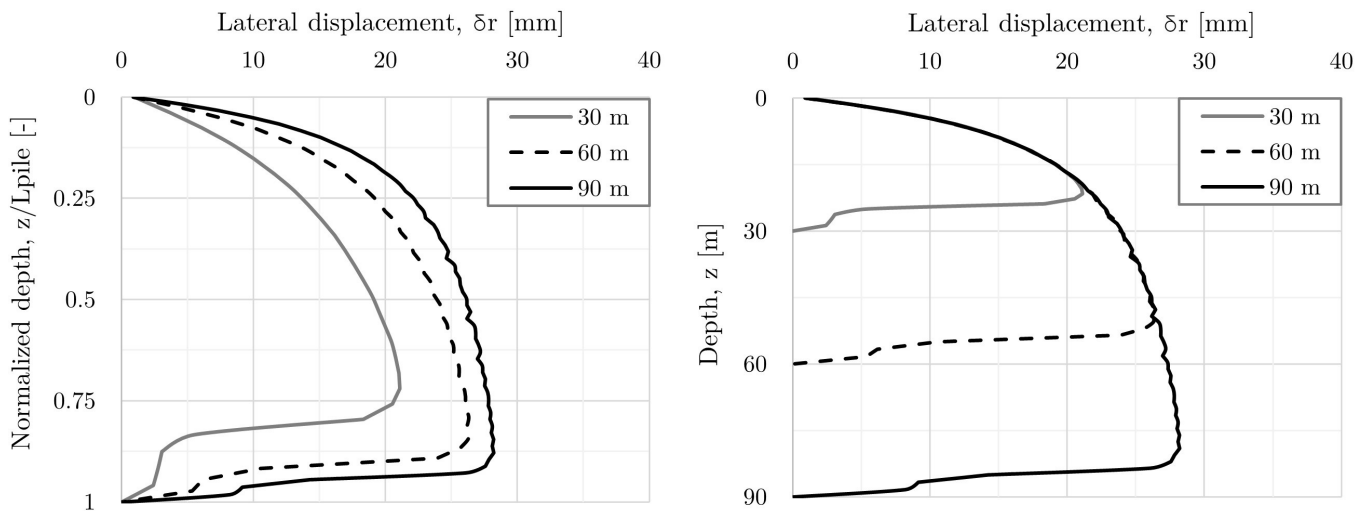 Lateral displacement, δr [mm]
0 10 20 30 40
Normalized depth, z/Lpile [-]
0
0.25
0.5
0.75
1
30 m
60 m
90 m
Lateral displacement, δr [mm]
0 10 20 30 40
Depth, z [m]
0
30
60
90
30 m
60 m
90 m